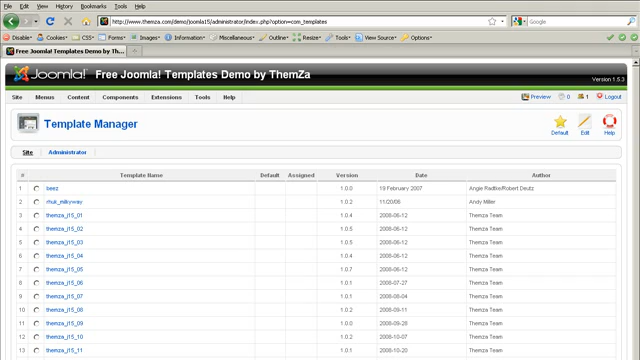 File Edit View History Bookmarks Tools Help
http://www.themza.com/demo/joomla15/administrator/index.php?option=com_templates
Google
Disable Cookies CSS Forms Images Information Miscellaneous Outline Resize Tools View Source Options
Free Joomla! Templates Demo by Th...
Joomla! Free Joomla! Templates Demo by ThemZa
Version 1.5.3
Site Menus Content Components Extensions Tools Help Preview 0 1 Logout
Template Manager
Default Edit Help
Site Administrator
# Template Name Default Assigned Version Date Author
1 beez 1.0.0 19 February 2007 Angie Radtke/Robert Deutz
2 rhuk_milkyway 1.0.2 11/20/06 Andy Miller
3 themza_j15_01 1.0.4 2008-06-12 Themza Team
4 themza_j15_02 1.0.5 2008-06-12 Themza Team
5 themza_j15_03 1.0.5 2008-06-12 Themza Team
6 themza_j15_04 1.0.4 2008-06-12 Themza Team
7 themza_j15_05 1.0.7 2008-06-12 Themza Team
8 themza_j15_06 1.0.1 2008-07-27 Themza Team
9 themza_j15_07 1.0.1 2008-08-04 Themza Team
10 themza_j15_08 1.0.2 2008-09-11 Themza Team
11 themza_j15_09 1.0.0 2008-09-28 Themza Team
12 themza_j15_10 1.0.2 2008-10-07 Themza Team
13 themza_j15_11 1.0.1 2008-10-20 Themza Team